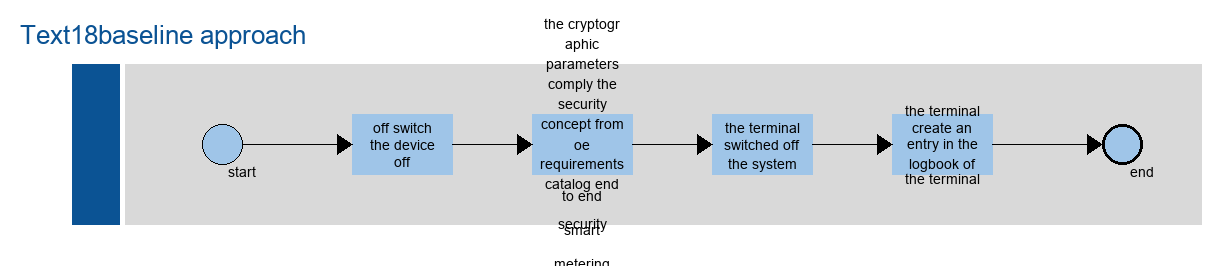 Text18baseline approach
start
off switch
the device
off
the cryptogr
aphic
parameters
comply the
security
concept from
oe
requirements
catalog end
to end
security
smart
metering
the terminal
switched off
the system
the terminal
create an
entry in the
logbook of
the terminal
end